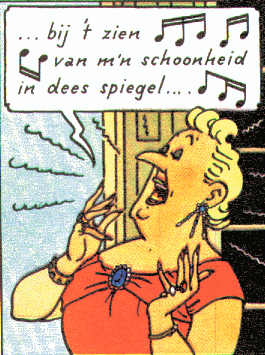 ... bij 't zien
van m'n schoonheid
in dees spiegel....